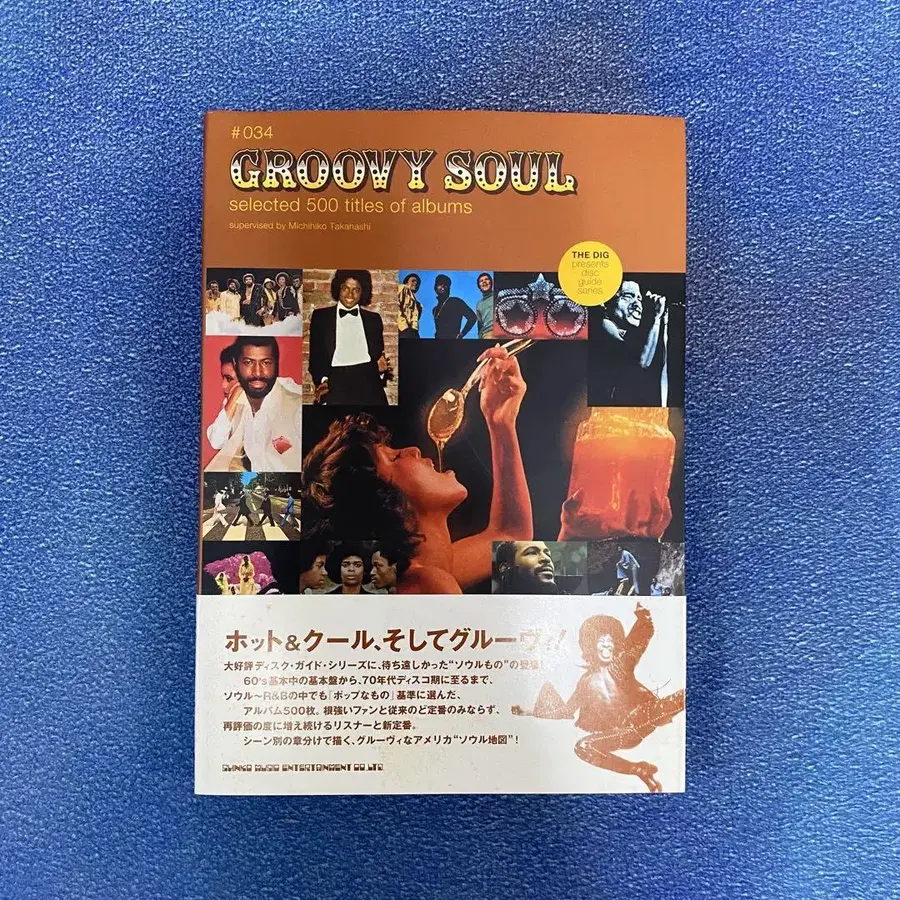 #034
GROOVY SOUL
selected 500 titles of albums
supervised by Michihiko Takanashi
THE DIG
presents
disc
guide
series
ホット&クール、そしてグルーヴィ!
大好評ディスク・ガイド・シリーズに、待ち遠しかった“ソウルもの”の登場!
60's基本中の基本盤から、70年代ディスコ期に至るまで、
ソウル〜R&Bの中でも「ポップなもの」基準に選んだ、
アルバム500枚。根強いファンと従来のど定番のみならず、
再評価の度に増え続けるリスナーと新定番。
シーン別の章分けで描く、グルーヴィなアメリカ“ソウル地図”!
SHINKO MUSIC ENTERTAINMENT CO.,LTD.